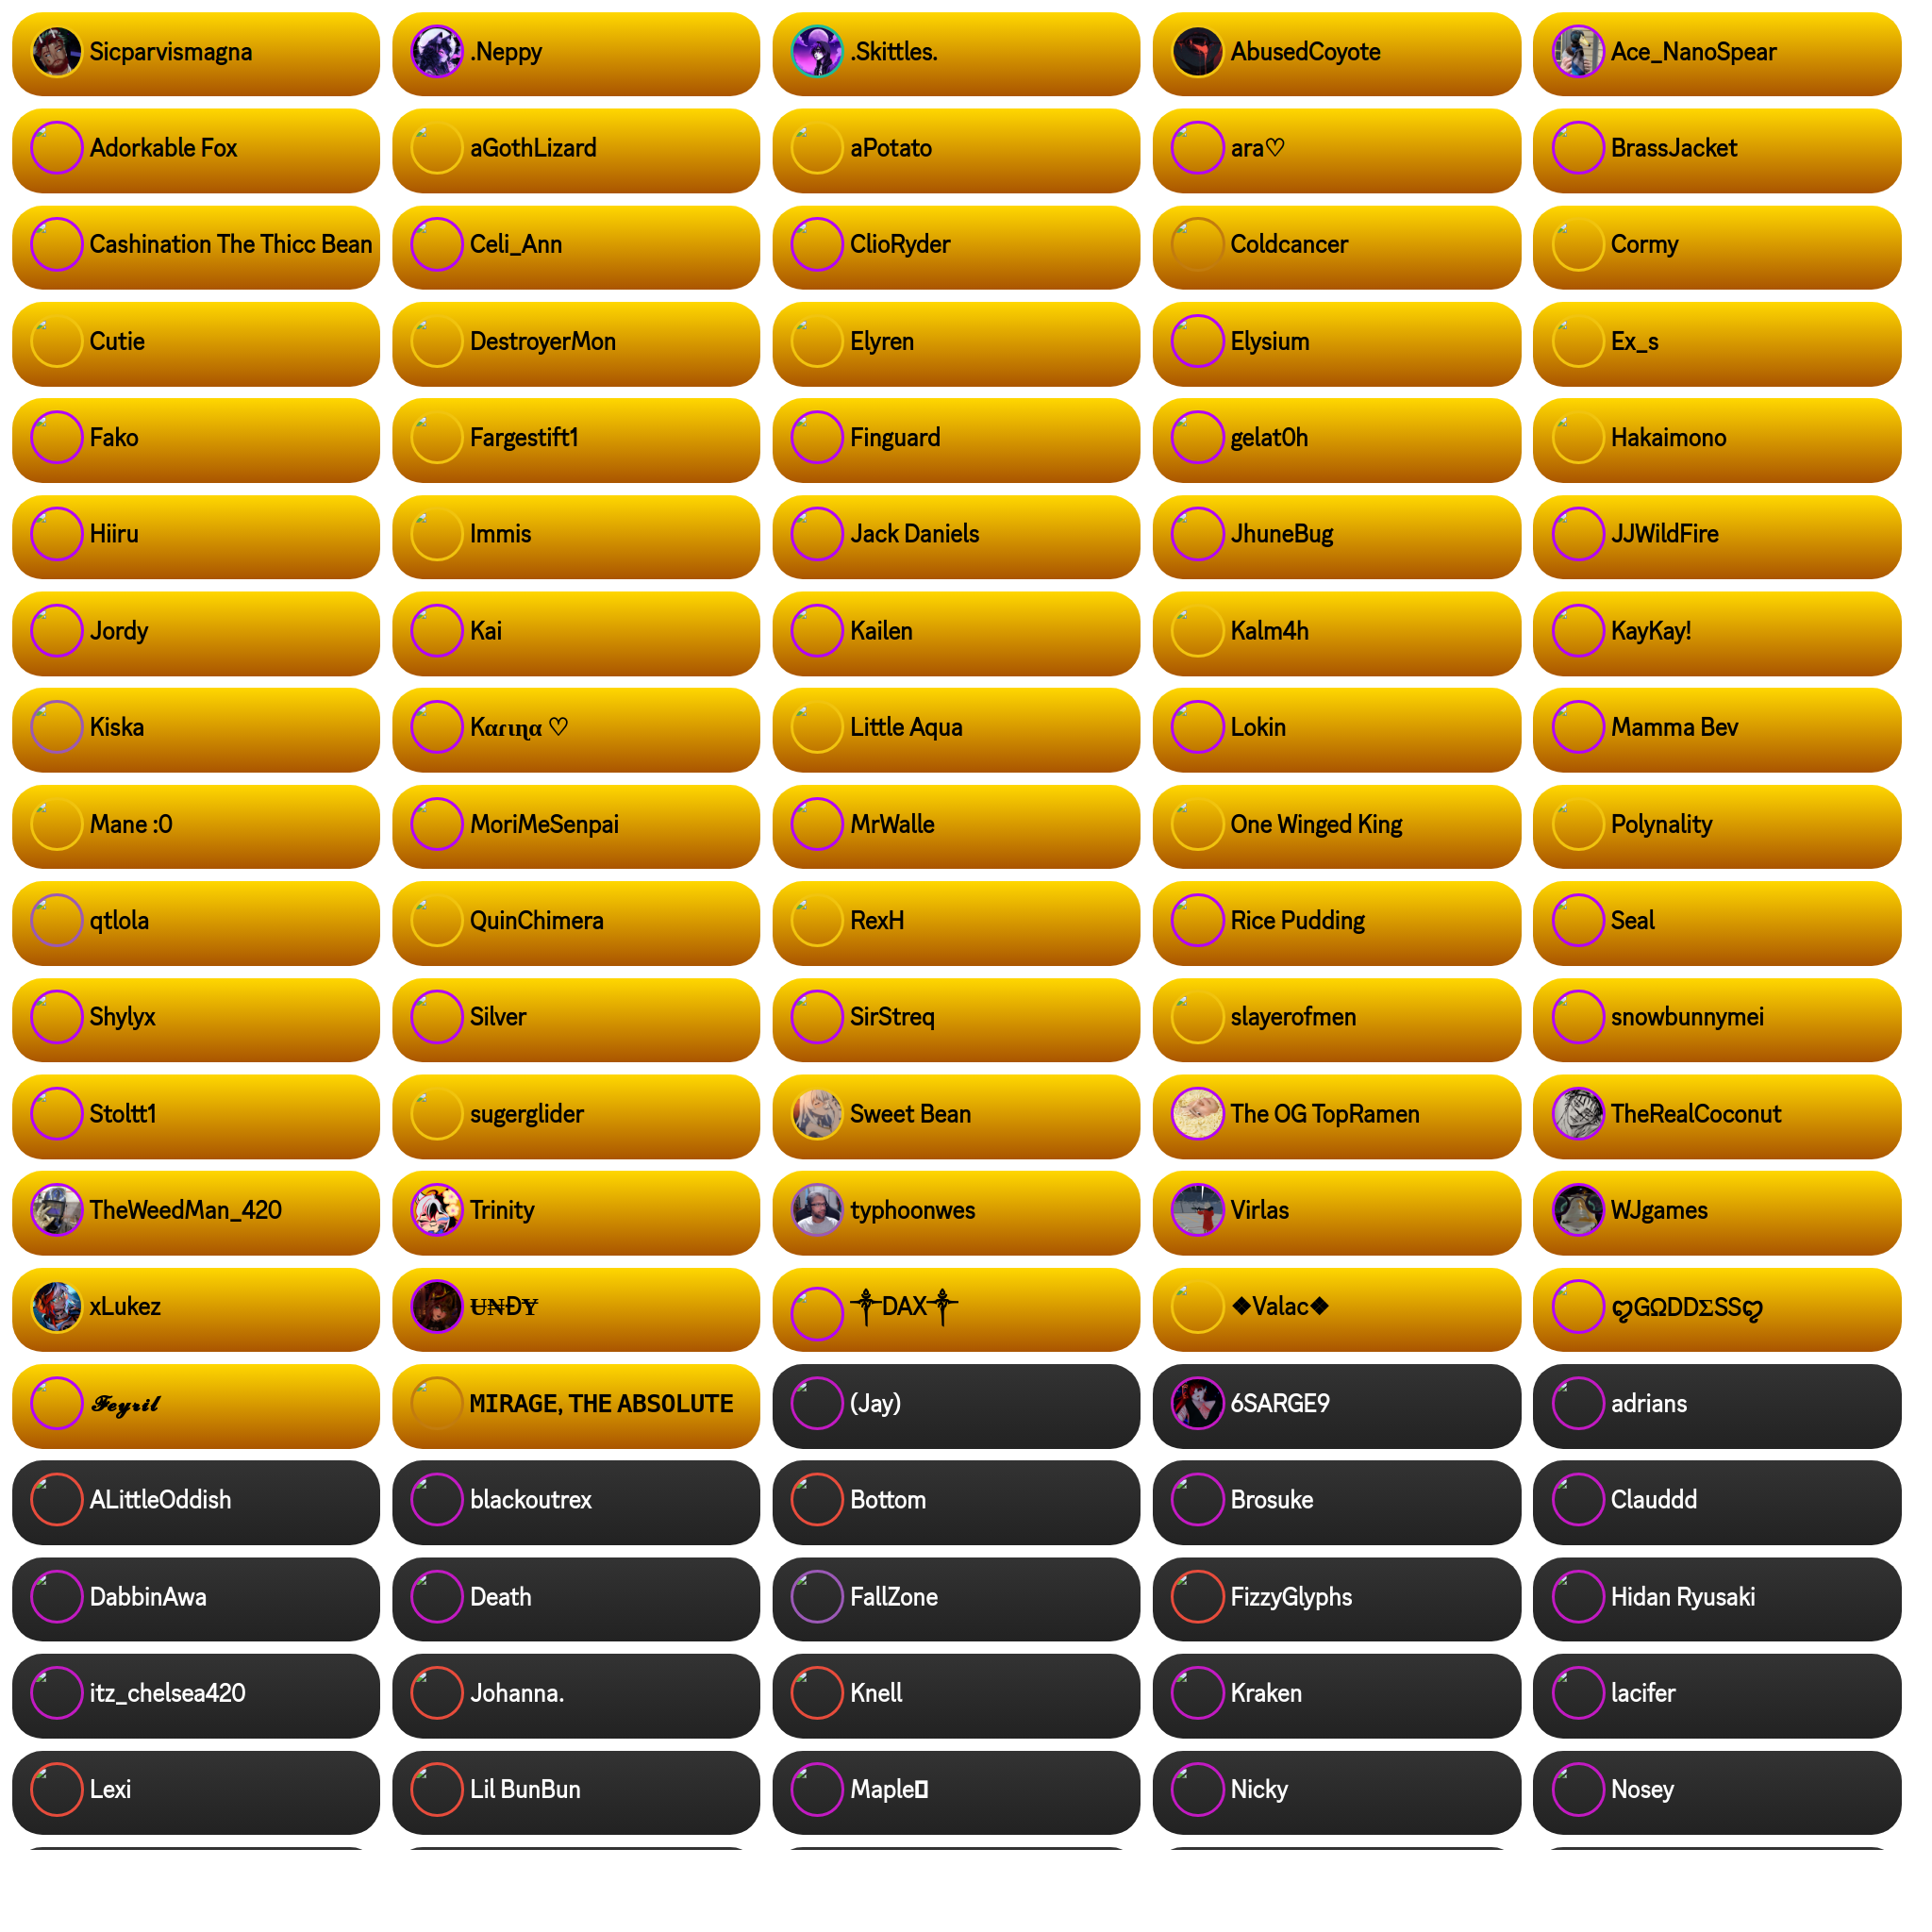 Sicparvismagna
.Neppy
.Skittles.
AbusedCoyote
Ace_NanoSpear
Adorkable Fox
aGothLizard
aPotato
ara♡
BrassJacket
Cashination The Thicc Bean
Celi_Ann
ClioRyder
Coldcancer
Cormy
Cutie
DestroyerMon
Elyren
Elysium
Ex_s
Fako
Fargestift1
Finguard
gelat0h
Hakaimono
Hiiru
Immis
Jack Daniels
JhuneBug
JJWildFire
Jordy
Kai
Kailen
Kalm4h
KayKay!
Kiska
Kαɾιɳα ♡
Little Aqua
Lokin
Mamma Bev
Mane :0
MoriMeSenpai
MrWalle
One Winged King
Polynality
qtlola
QuinChimera
RexH
Rice Pudding
Seal
Shylyx
Silver
SirStreq
slayerofmen
snowbunnymei
Stoltt1
sugerglider
Sweet Bean
The OG TopRamen
TheRealCoconut
TheWeedMan_420
Trinity
typhoonwes
Virlas
WJgames
xLukez
Ʉ₦ĐɎ
༒DAX༒
❖Valac❖
ღGΩDDΣSSღ
𝓕𝓮𝔂𝓻𝓲𝓵
𝗠𝗜𝗥𝗔𝗚𝗘, 𝗧𝗛𝗘 𝗔𝗕𝗦𝗢𝗟𝗨𝗧𝗘
(Jay)
6SARGE9
adrians
ALittleOddish
blackoutrex
Bottom
Brosuke
Clauddd
DabbinAwa
Death
FallZone
FizzyGlyphs
Hidan Ryusaki
itz_chelsea420
Johanna.
Knell
Kraken
lacifer
Lexi
Lil BunBun
Maple
Nicky
Nosey